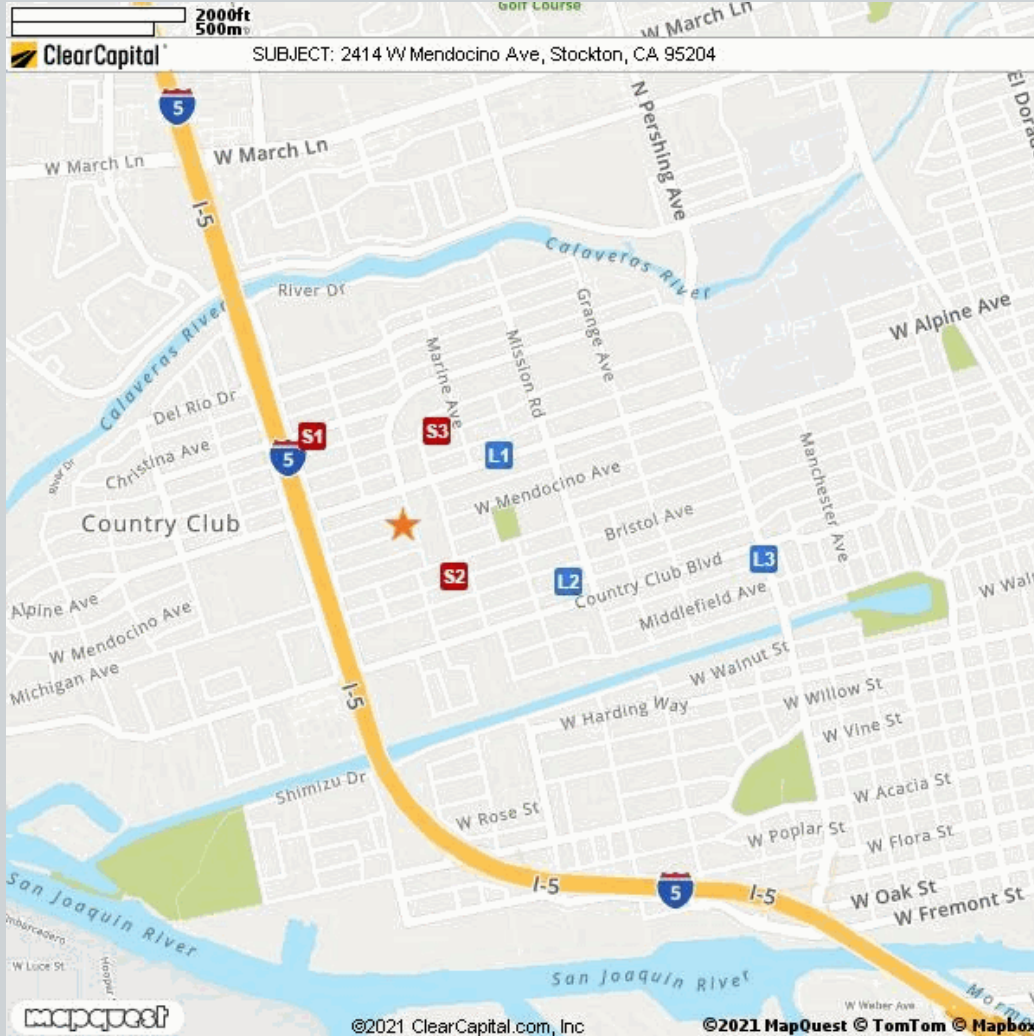 Golf Course
2000ft
500m
W March Ln
ClearCapital
SUBJECT: 2414 W Mendocino Ave, Stockton, CA 95204
5
W March Ln
W March Ln
N Pershing Ave
I-5
Calaveras River
River Dr
Grange Ave
W Alpine Ave
Calaveras River
Mission Rd
Marine Ave
Del Rio Dr
S1
S3
L1
5
Christina Ave
River Dr
Manchester Ave
W Mendocino Ave
Country Club
Bristol Ave
S2
L2
L3
Country Club Blvd
Middlefield Ave
Alpine Ave
W Mendocino Ave
Michigan Ave
I-5
W Walnut St
W Willow St
W Harding Way
W Vine St
Shimizu Dr
W Acacia St
W Rose St
W Poplar St
W Flora St
I-5
5
I-5
W Oak St
W Fremont St
San Joaquin River
San Joaquin River
W Luce St
W Weber Ave
mapquest
©2021 ClearCapital.com, Inc
©2021 MapQuest © TomTom © Mapbox